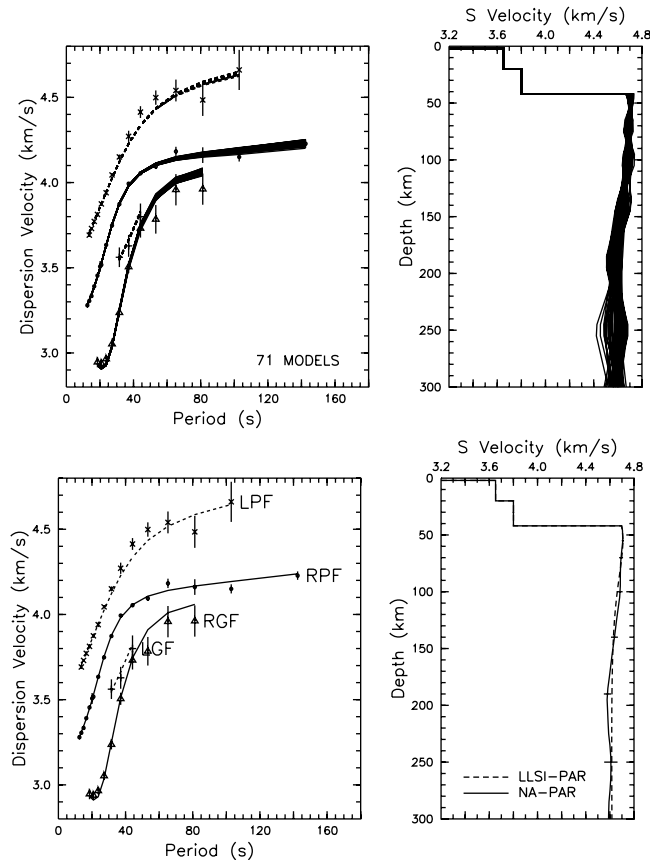 S Velocity (km/s)
3.2 3.6 4.0 4.4 4.8
0
50
100
150
200
250
300
Depth (km)
4.5
4.0
3.5
3.0
Dispersion Velocity (km/s)
71 MODELS
0 40 80 120 160
Period (s)
S Velocity (km/s)
3.2 3.6 4.0 4.4 4.8
0
50
100
150
200
250
300
Depth (km)
LLSI-PAR
NA-PAR
4.5
4.0
3.5
3.0
Dispersion Velocity (km/s)
LPF
RPF
RGF
LGF
0 40 80 120 160
Period (s)